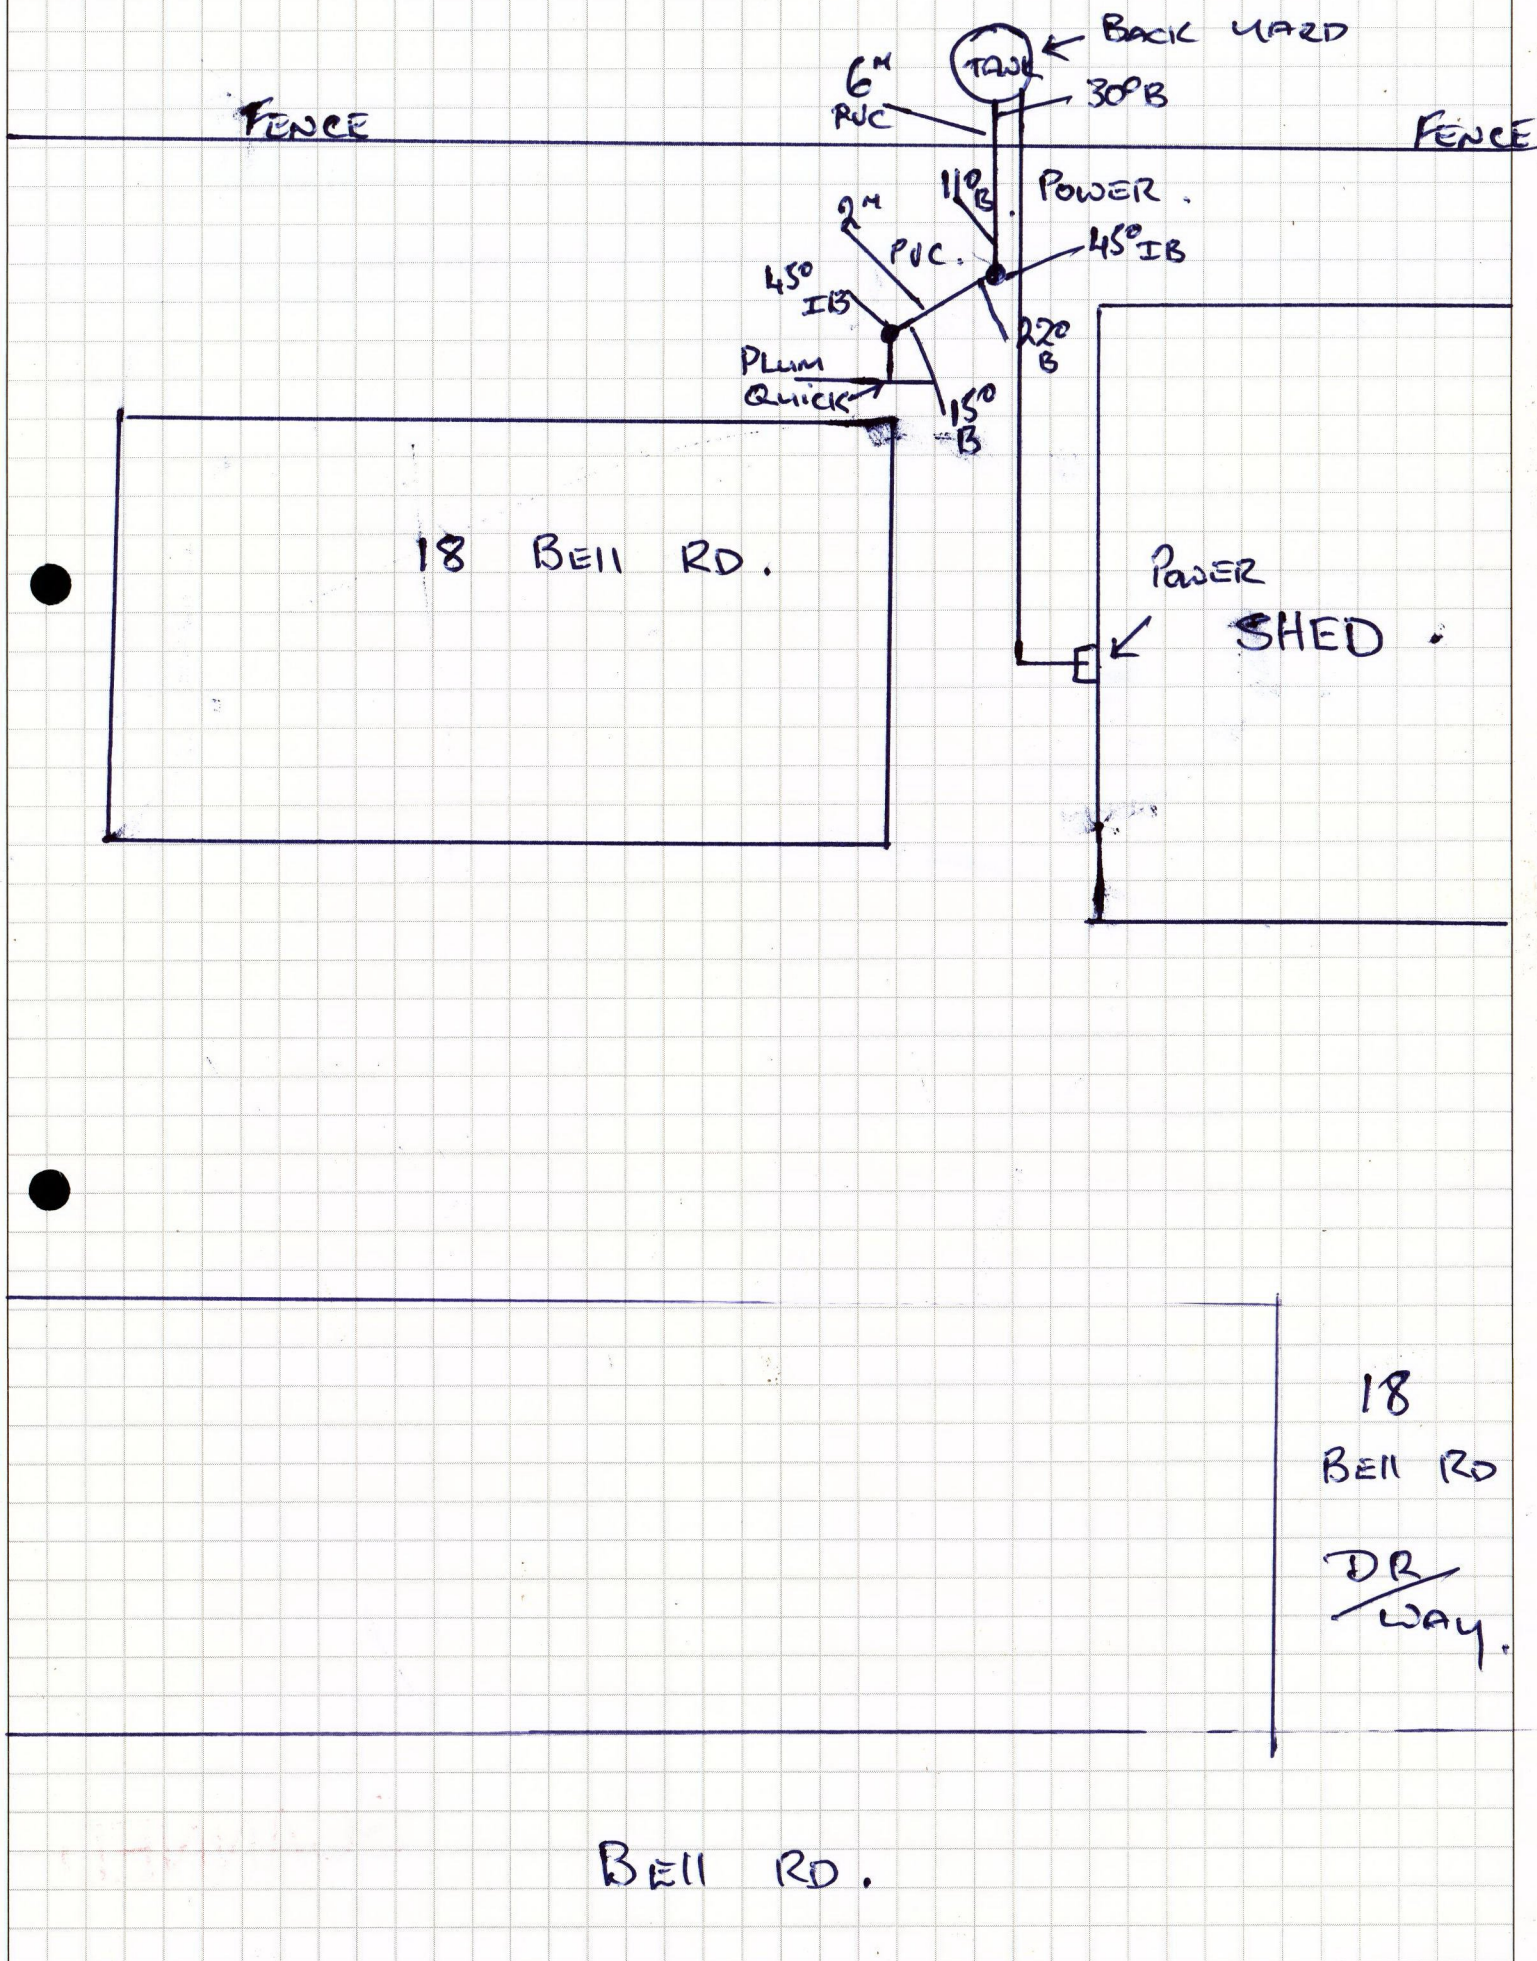 BACK YARD
TANK
6M
PVC
30° B
FENCE
FENCE
11° B
POWER.
2M
PVC.
45° IB
45°
IB
22°
B
PLUM
QUICK
15°
B
18 BEll RD.
POWER
SHED.
18
BEll RD
DR/
WAY.
BEll RD.